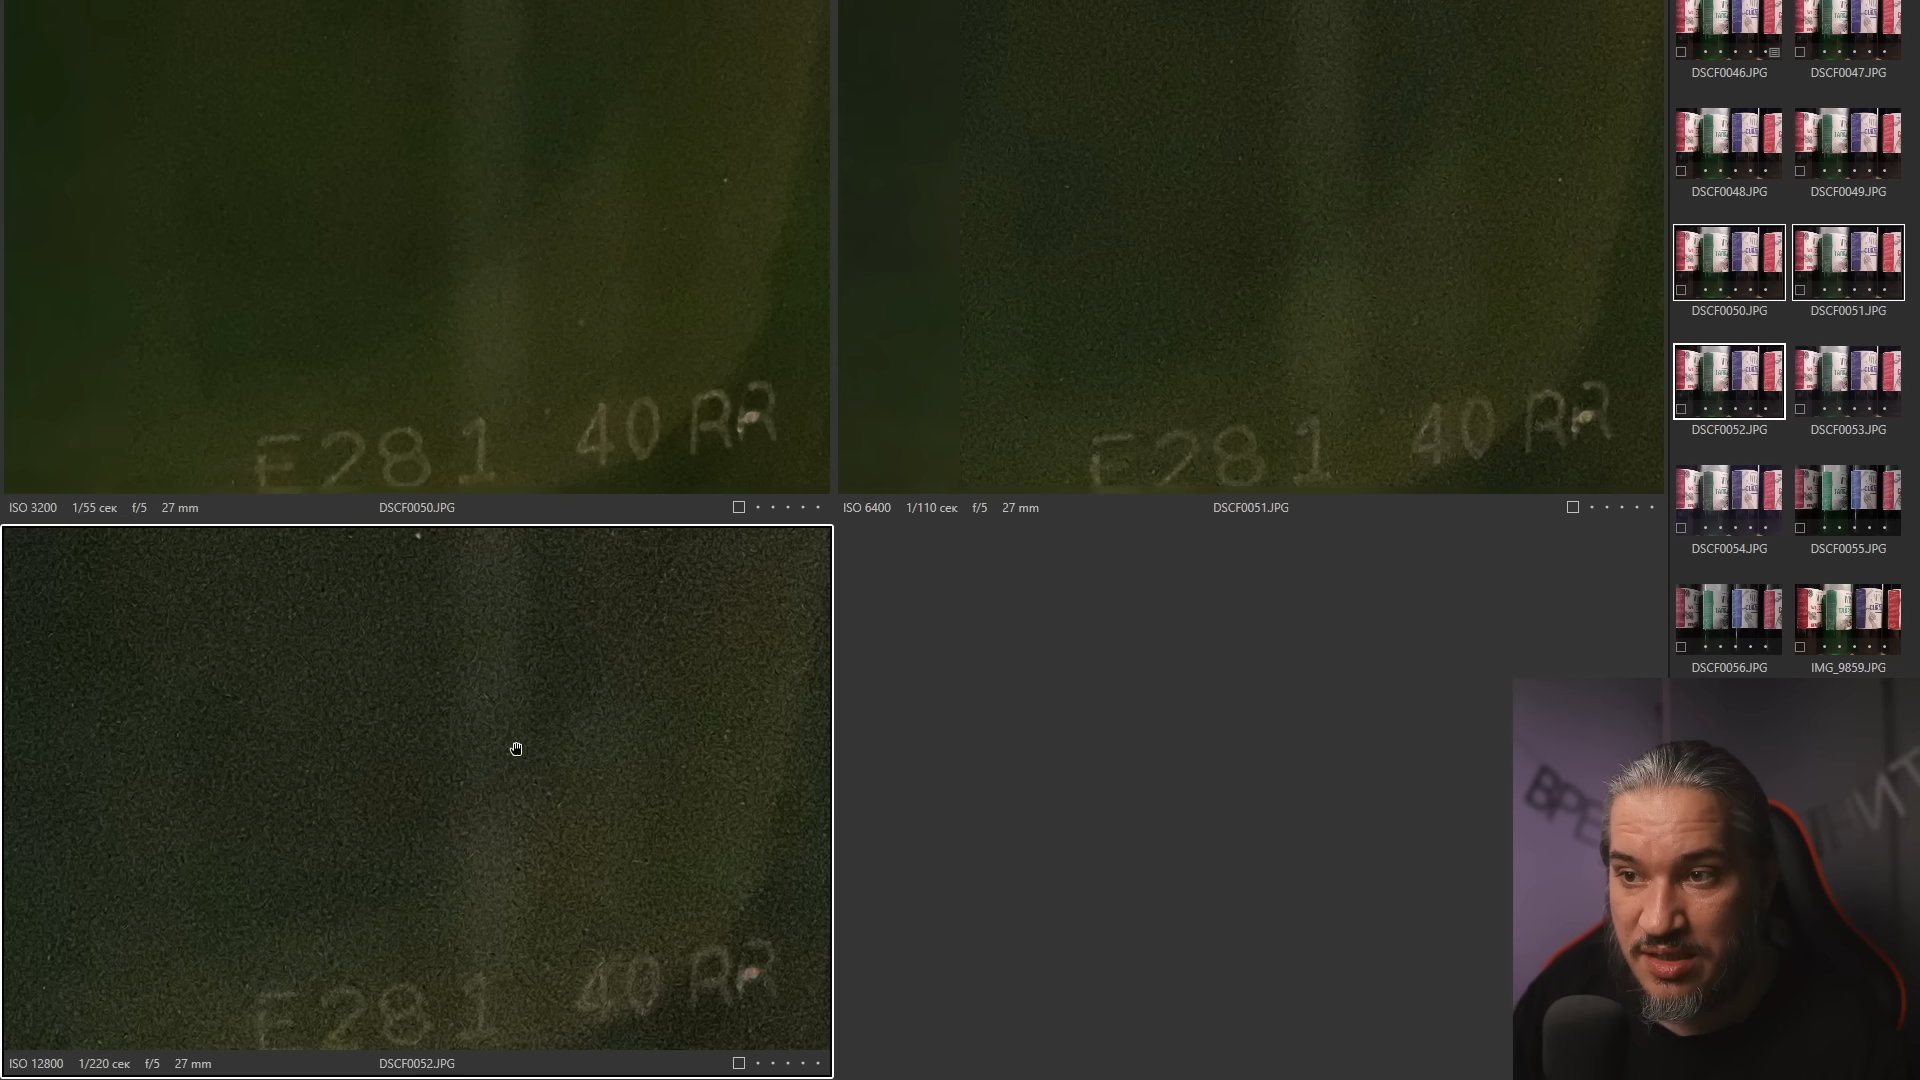 DSCF0046.JPG DSCF0047.JPG
DSCF0048.JPG DSCF0049.JPG
DSCF0050.JPG DSCF0051.JPG
DSCF0052.JPG DSCF0053.JPG
DSCF0054.JPG DSCF0055.JPG
DSCF0056.JPG IMG_9859.JPG
E281 40 RR
E281 40 RR
ISO 3200 1/55 сек f/5 27 mm DSCF0050.JPG
ISO 6400 1/110 сек f/5 27 mm DSCF0051.JPG
E281 40 RR
ISO 12800 1/220 сек f/5 27 mm DSCF0052.JPG